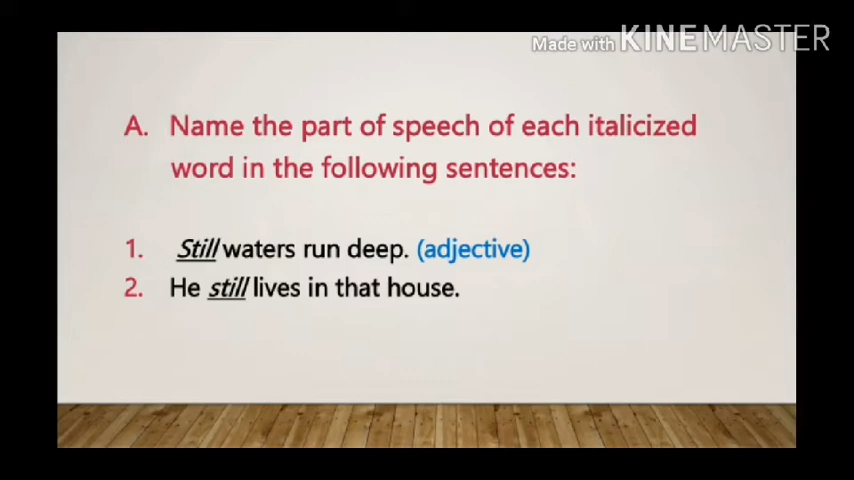 Made with KINEMASTER
A. Name the part of speech of each italicized
word in the following sentences:
1. Still waters run deep. (adjective)
2. He still lives in that house.